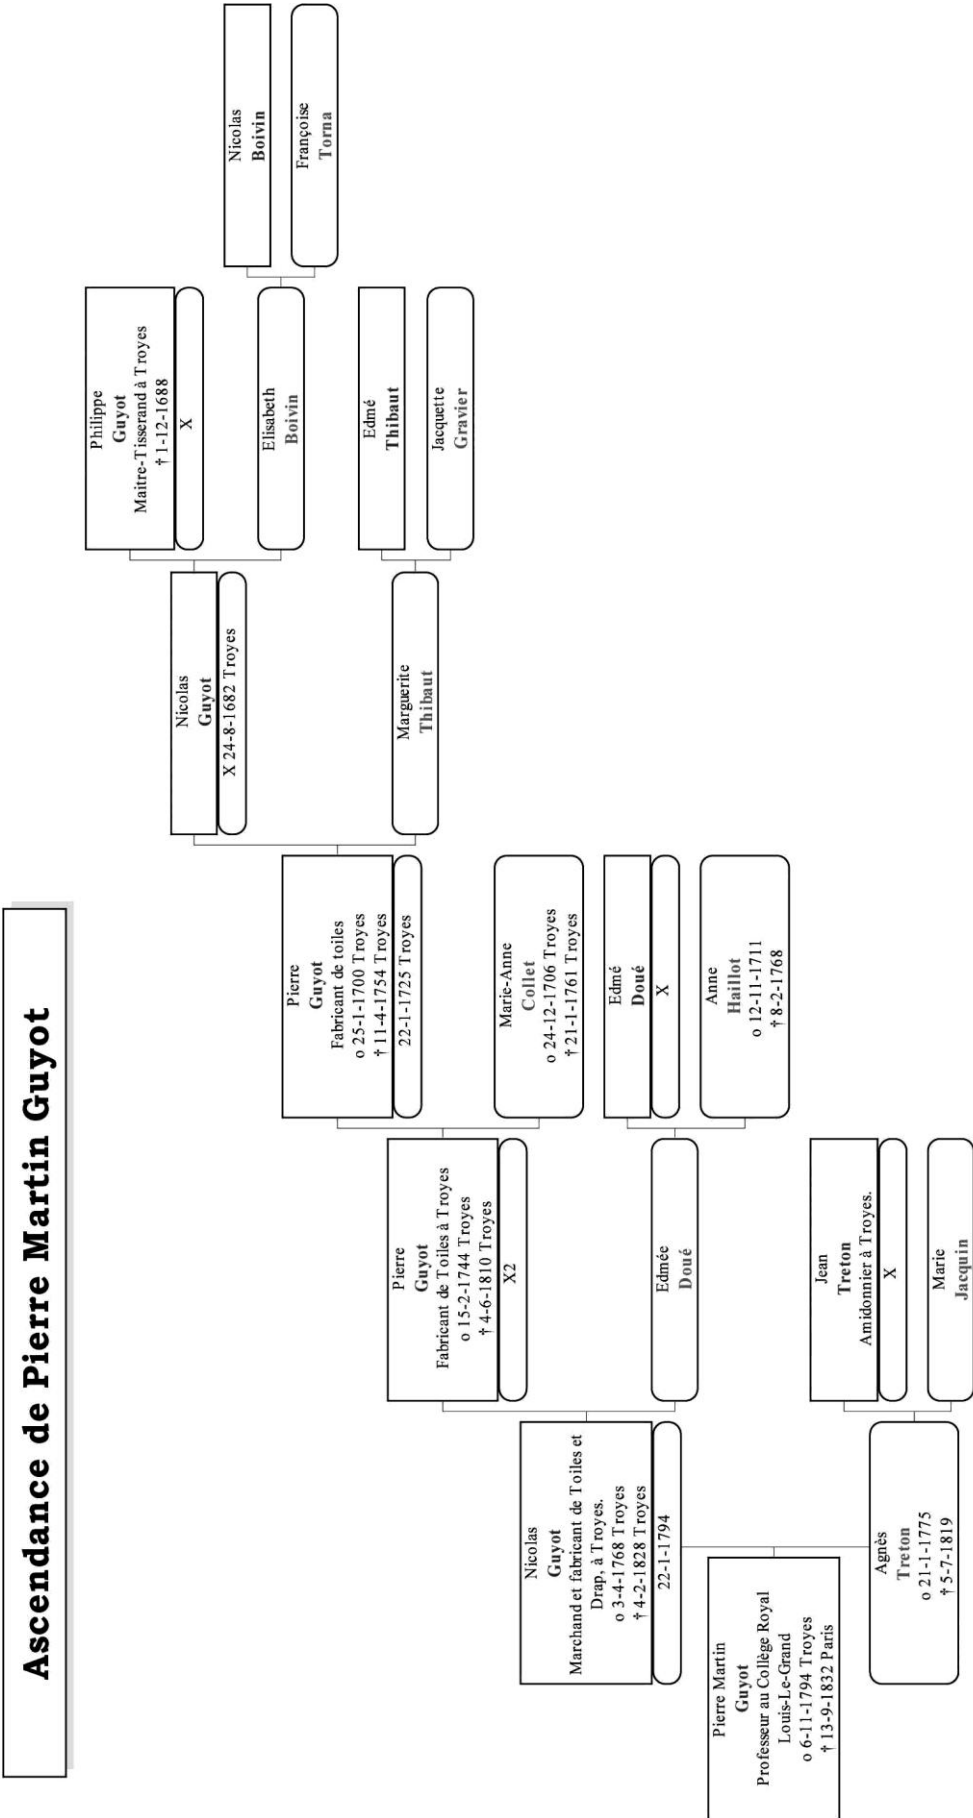 Ascendance de Pierre Martin Guyot
Pierre Martin
Guyot
Professeur au Collège Royal
Louis-Le-Grand
o 6-11-1794 Troyes
† 13-9-1832 Paris
Nicolas
Guyot
Marchand et fabricant de Toiles et
Drap, à Troyes.
o 3-4-1768 Troyes
† 4-2-1828 Troyes
22-1-1794
Agnès
Treton
o 21-1-1775
† 5-7-1819
Pierre
Guyot
Fabricant de Toiles à Troyes
o 15-2-1744 Troyes
† 4-6-1810 Troyes
X2
Edmée
Doué
Jean
Treton
Amidonnier à Troyes.
X
Marie
Jacquin
Pierre
Guyot
Fabricant de toiles
o 25-1-1700 Troyes
† 11-4-1754 Troyes
22-1-1725 Troyes
Marie-Anne
Collet
o 24-12-1706 Troyes
† 21-1-1761 Troyes
Edmé
Doué
X
Anne
Haillot
o 12-11-1711
† 8-2-1768
Nicolas
Guyot
X 24-8-1682 Troyes
Marguerite
Thibaut
Philippe
Guyot
Maitre-Tisserand à Troyes
† 1-12-1688
X
Elisabeth
Boivin
Edmé
Thibaut
Jacquette
Gravier
Nicolas
Boivin
Françoise
Torna